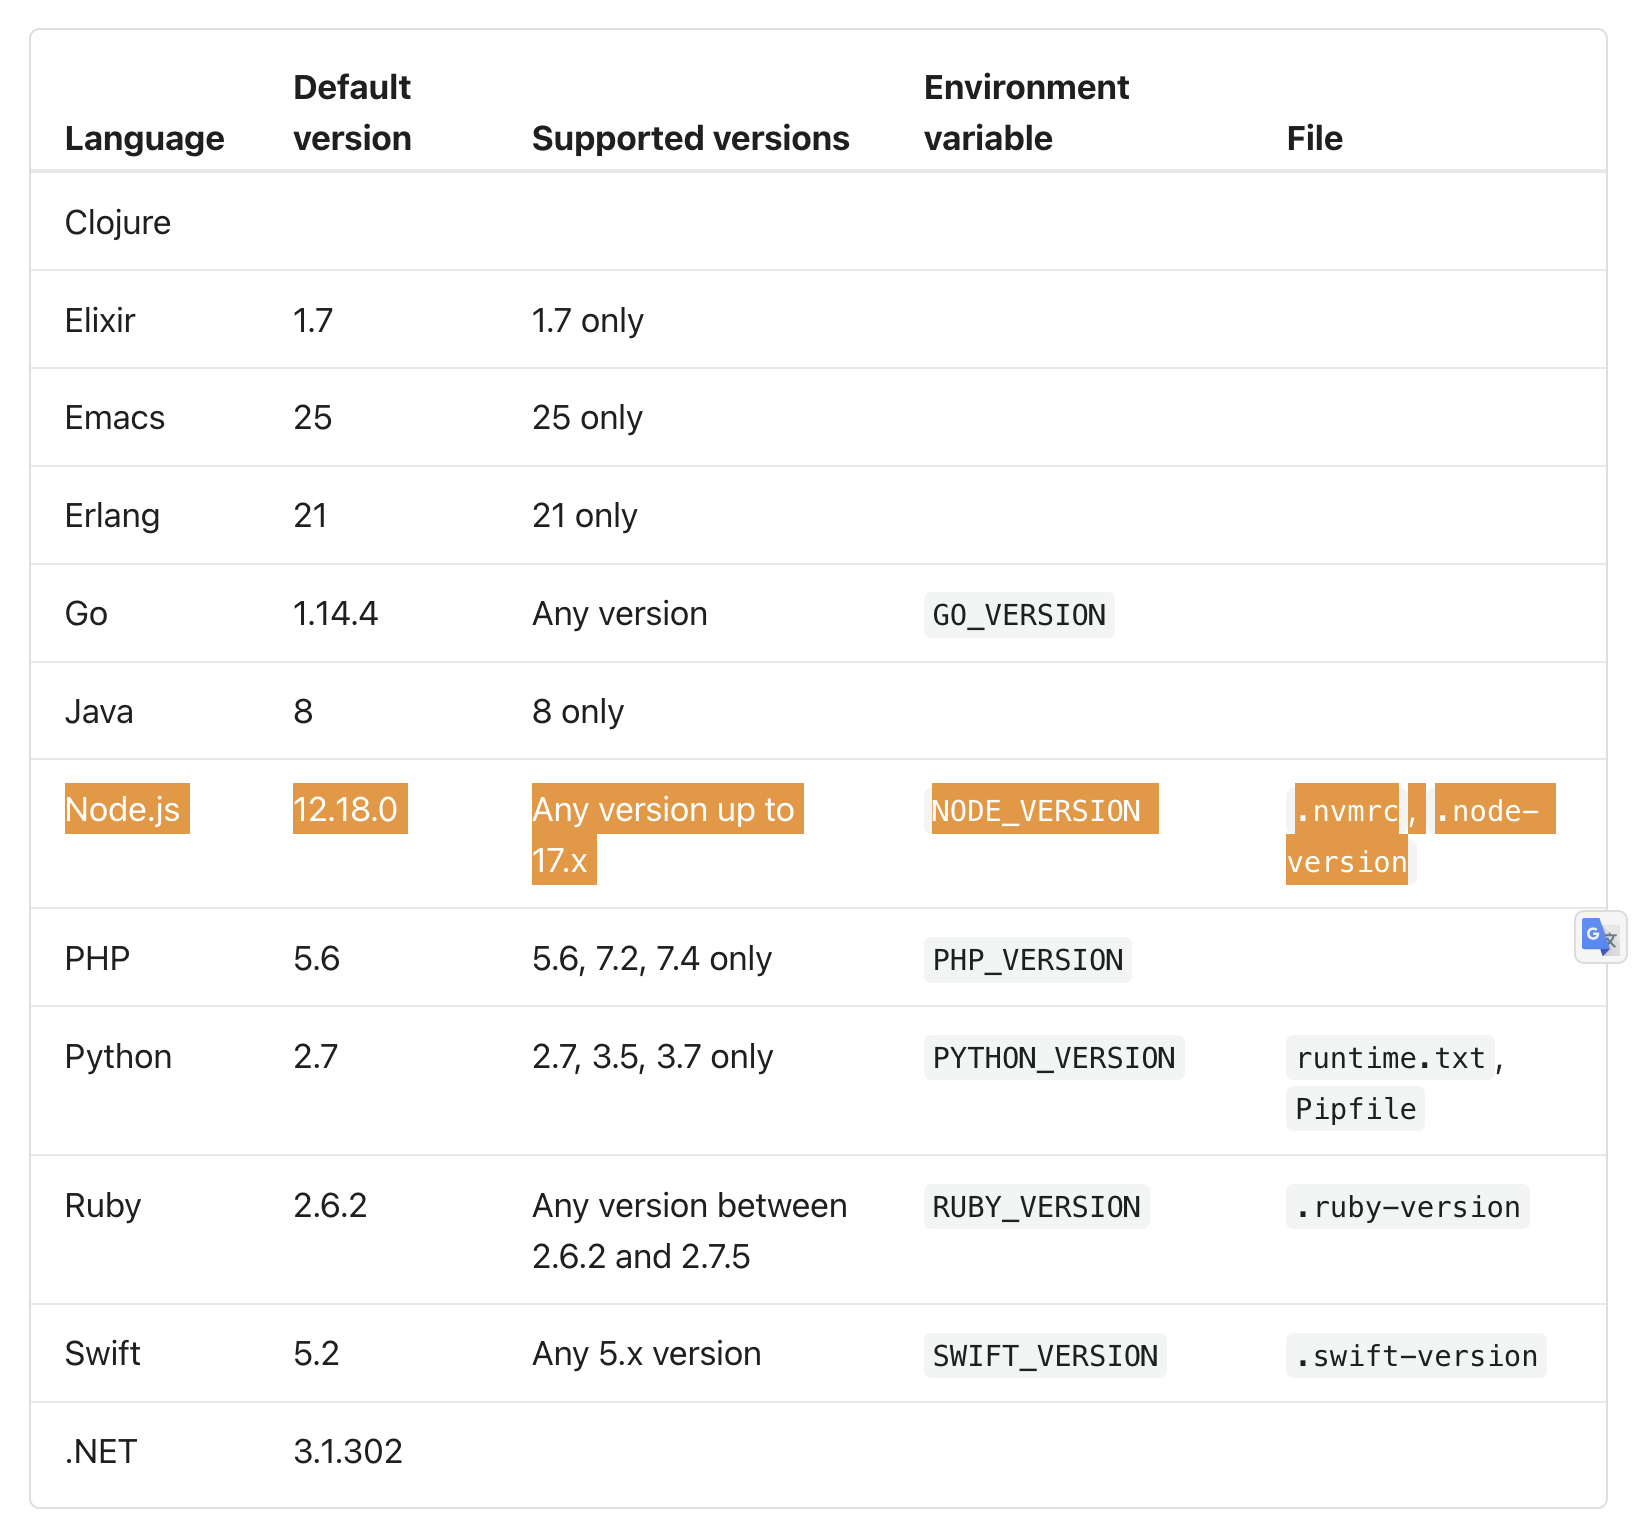 Language Default version Supported versions Environment variable File
Clojure
Elixir 1.7 1.7 only
Emacs 25 25 only
Erlang 21 21 only
Go 1.14.4 Any version GO_VERSION
Java 8 8 only
Node.js 12.18.0 Any version up to 17.x NODE_VERSION .nvmrc, .node-version
PHP 5.6 5.6, 7.2, 7.4 only PHP_VERSION
Python 2.7 2.7, 3.5, 3.7 only PYTHON_VERSION runtime.txt, Pipfile
Ruby 2.6.2 Any version between 2.6.2 and 2.7.5 RUBY_VERSION .ruby-version
Swift 5.2 Any 5.x version SWIFT_VERSION .swift-version
.NET 3.1.302